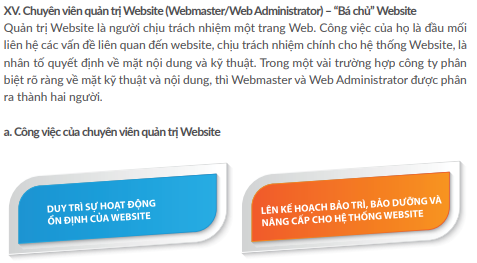 XV. Chuyên viên quản trị Website (Webmaster/Web Administrator) – “Bá chủ” Website
Quản trị Website là người chịu trách nhiệm một trang Web. Công việc của họ là đầu mối
liên hệ các vấn đề liên quan đến website, chịu trách nhiệm chính cho hệ thống Website, là
nhân tố quyết định về mặt nội dung và kỹ thuật. Trong một vài trường hợp công ty phân
biệt rõ ràng về mặt kỹ thuật và nội dung, thì Webmaster và Web Administrator được phân
ra thành hai người.
a. Công việc của chuyên viên quản trị Website
DUY TRÌ SỰ HOẠT ĐỘNG
ỔN ĐỊNH CỦA WEBSITE
LÊN KẾ HOẠCH BẢO TRÌ, BẢO DƯỠNG VÀ
NÂNG CẤP CHO HỆ THỐNG WEBSITE